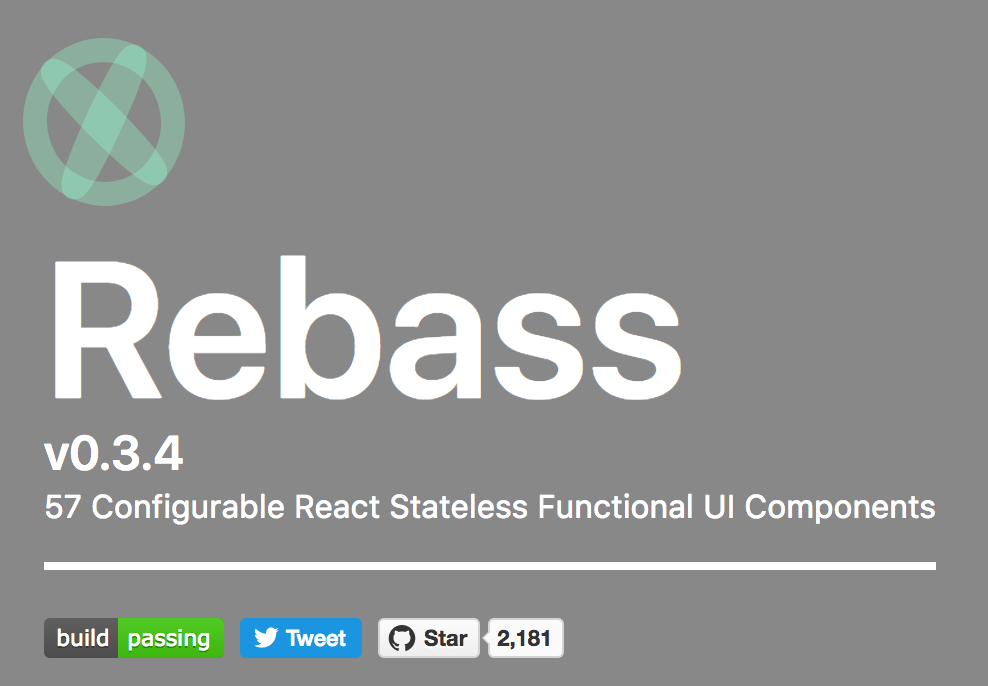 Rebass
v0.3.4
57 Configurable React Stateless Functional UI Components
build passing Tweet Star 2,181